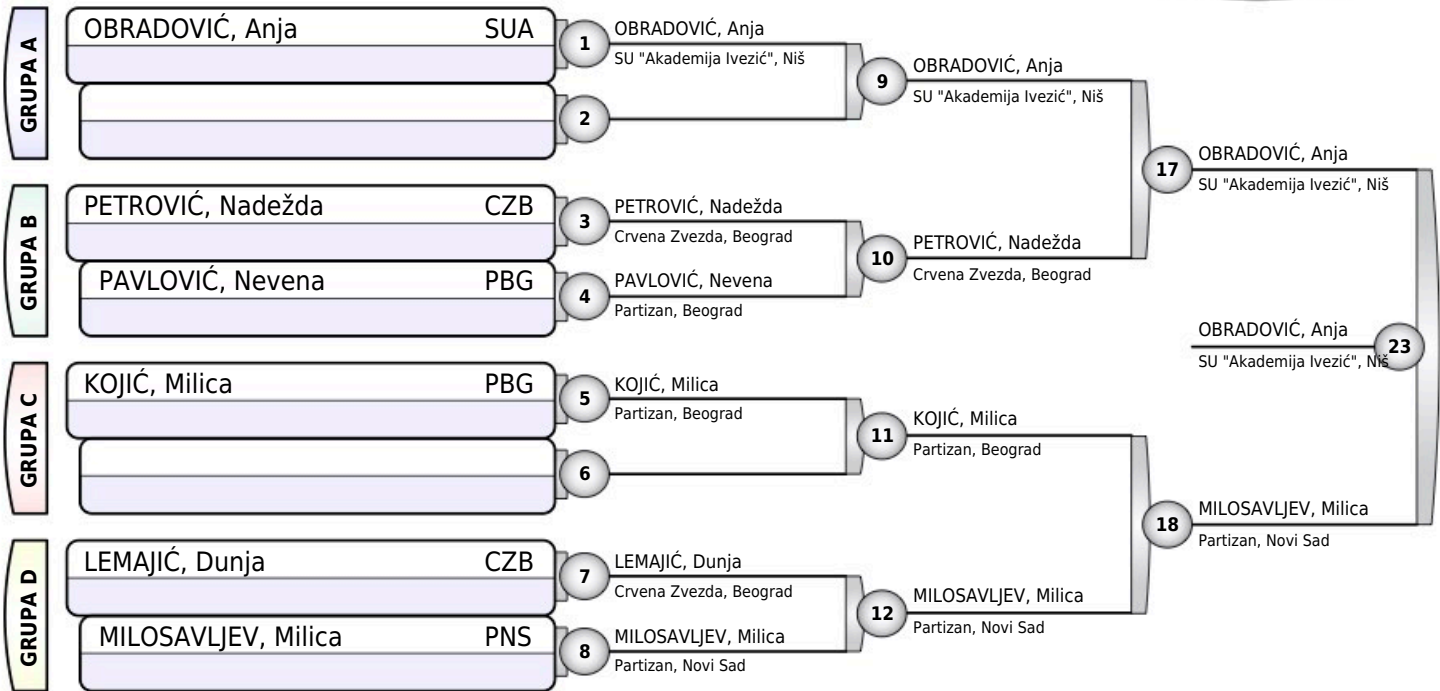 GRUPA A
OBRADOVIĆ, Anja SUA
1
OBRADOVIĆ, Anja
SU "Akademija Ivezić", Niš
2
9
OBRADOVIĆ, Anja
SU "Akademija Ivezić", Niš
GRUPA B
PETROVIĆ, Nadežda CZB
3
PETROVIĆ, Nadežda
Crvena Zvezda, Beograd
PAVLOVIĆ, Nevena PBG
4
PAVLOVIĆ, Nevena
Partizan, Beograd
10
PETROVIĆ, Nadežda
Crvena Zvezda, Beograd
17
OBRADOVIĆ, Anja
SU "Akademija Ivezić", Niš
OBRADOVIĆ, Anja
SU "Akademija Ivezić", Niš
23
GRUPA C
KOJIĆ, Milica PBG
5
KOJIĆ, Milica
Partizan, Beograd
6
11
KOJIĆ, Milica
Partizan, Beograd
GRUPA D
LEMAJIĆ, Dunja CZB
7
LEMAJIĆ, Dunja
Crvena Zvezda, Beograd
MILOSAVLJEV, Milica PNS
8
MILOSAVLJEV, Milica
Partizan, Novi Sad
12
MILOSAVLJEV, Milica
Partizan, Novi Sad
18
MILOSAVLJEV, Milica
Partizan, Novi Sad